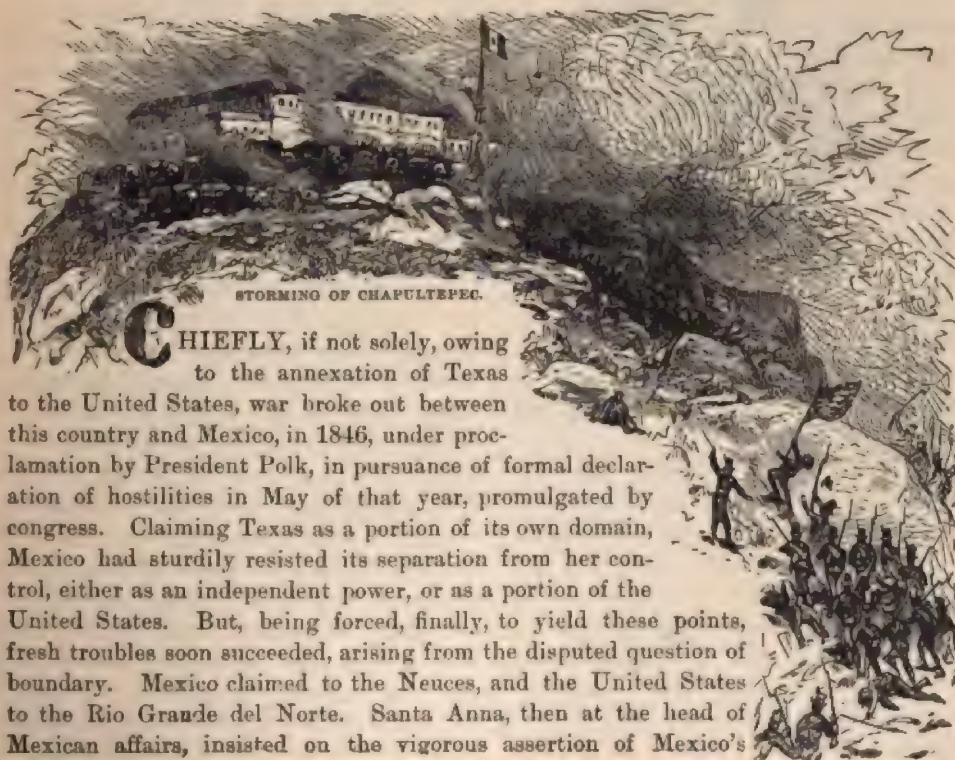 STORMING OF CHAPULTEPEC.
CHIEFLY, if not solely, owing
to the annexation of Texas
to the United States, war broke out between
this country and Mexico, in 1846, under proc-
lamation by President Polk, in pursuance of formal declar-
ation of hostilities in May of that year, promulgated by
congress. Claiming Texas as a portion of its own domain,
Mexico had sturdily resisted its separation from her con-
trol, either as an independent power, or as a portion of the
United States. But, being forced, finally, to yield these points,
fresh troubles soon succeeded, arising from the disputed question of
boundary. Mexico claimed to the Neuces, and the United States
to the Rio Grande del Norte. Santa Anna, then at the head of
Mexican affairs, insisted on the vigorous assertion of Mexico's